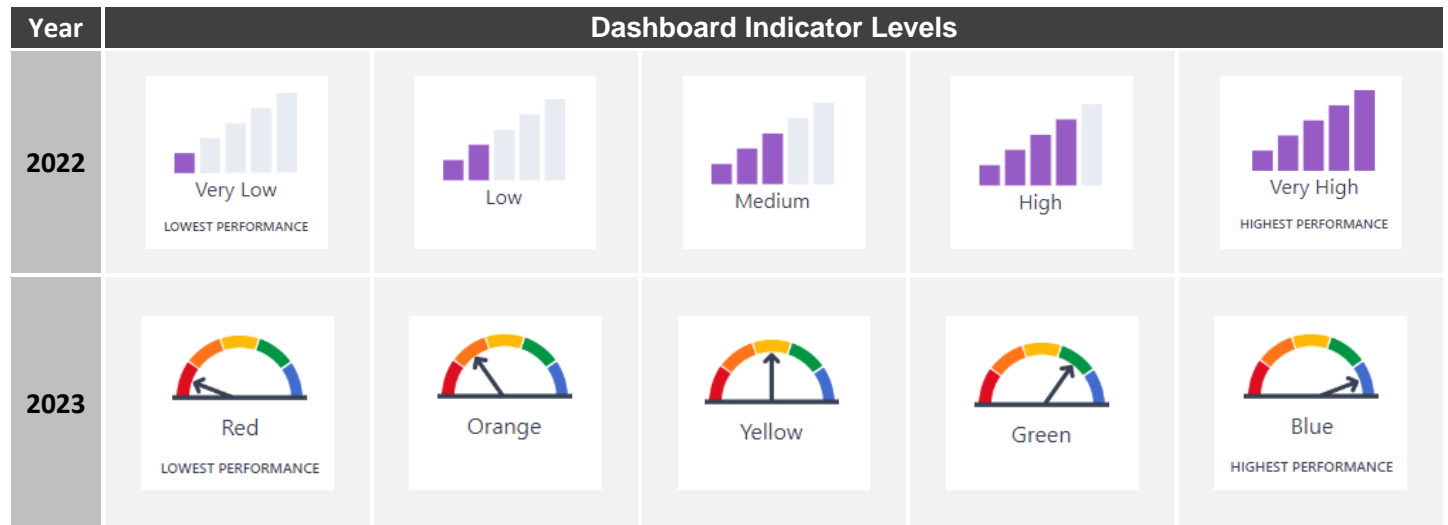 Year Dashboard Indicator Levels
2022
Very Low
LOWEST PERFORMANCE
Low
Medium
High
Very High
HIGHEST PERFORMANCE
2023
Red
LOWEST PERFORMANCE
Orange
Yellow
Green
Blue
HIGHEST PERFORMANCE